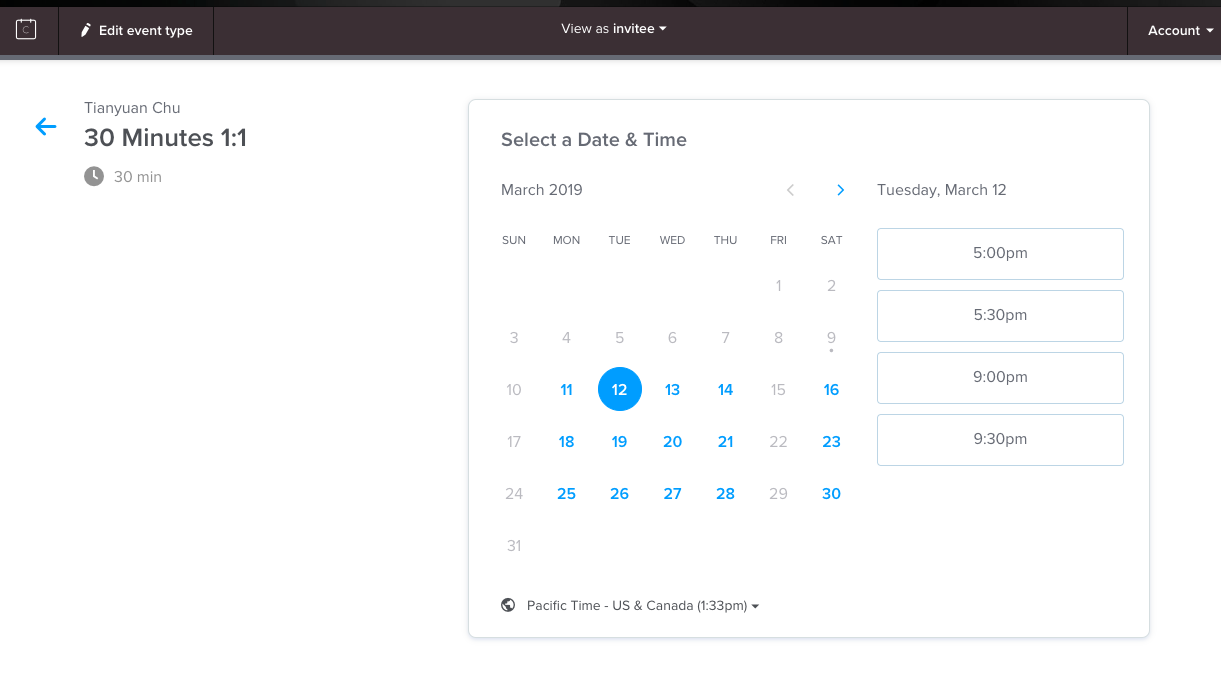 C
Edit event type
View as invitee
Account
Tianyuan Chu
30 Minutes 1:1
30 min
Select a Date & Time
March 2019
Tuesday, March 12
SUN MON TUE WED THU FRI SAT
1 2
3 4 5 6 7 8 9
10 11 12 13 14 15 16
17 18 19 20 21 22 23
24 25 26 27 28 29 30
31
5:00pm
5:30pm
9:00pm
9:30pm
Pacific Time - US & Canada (1:33pm)